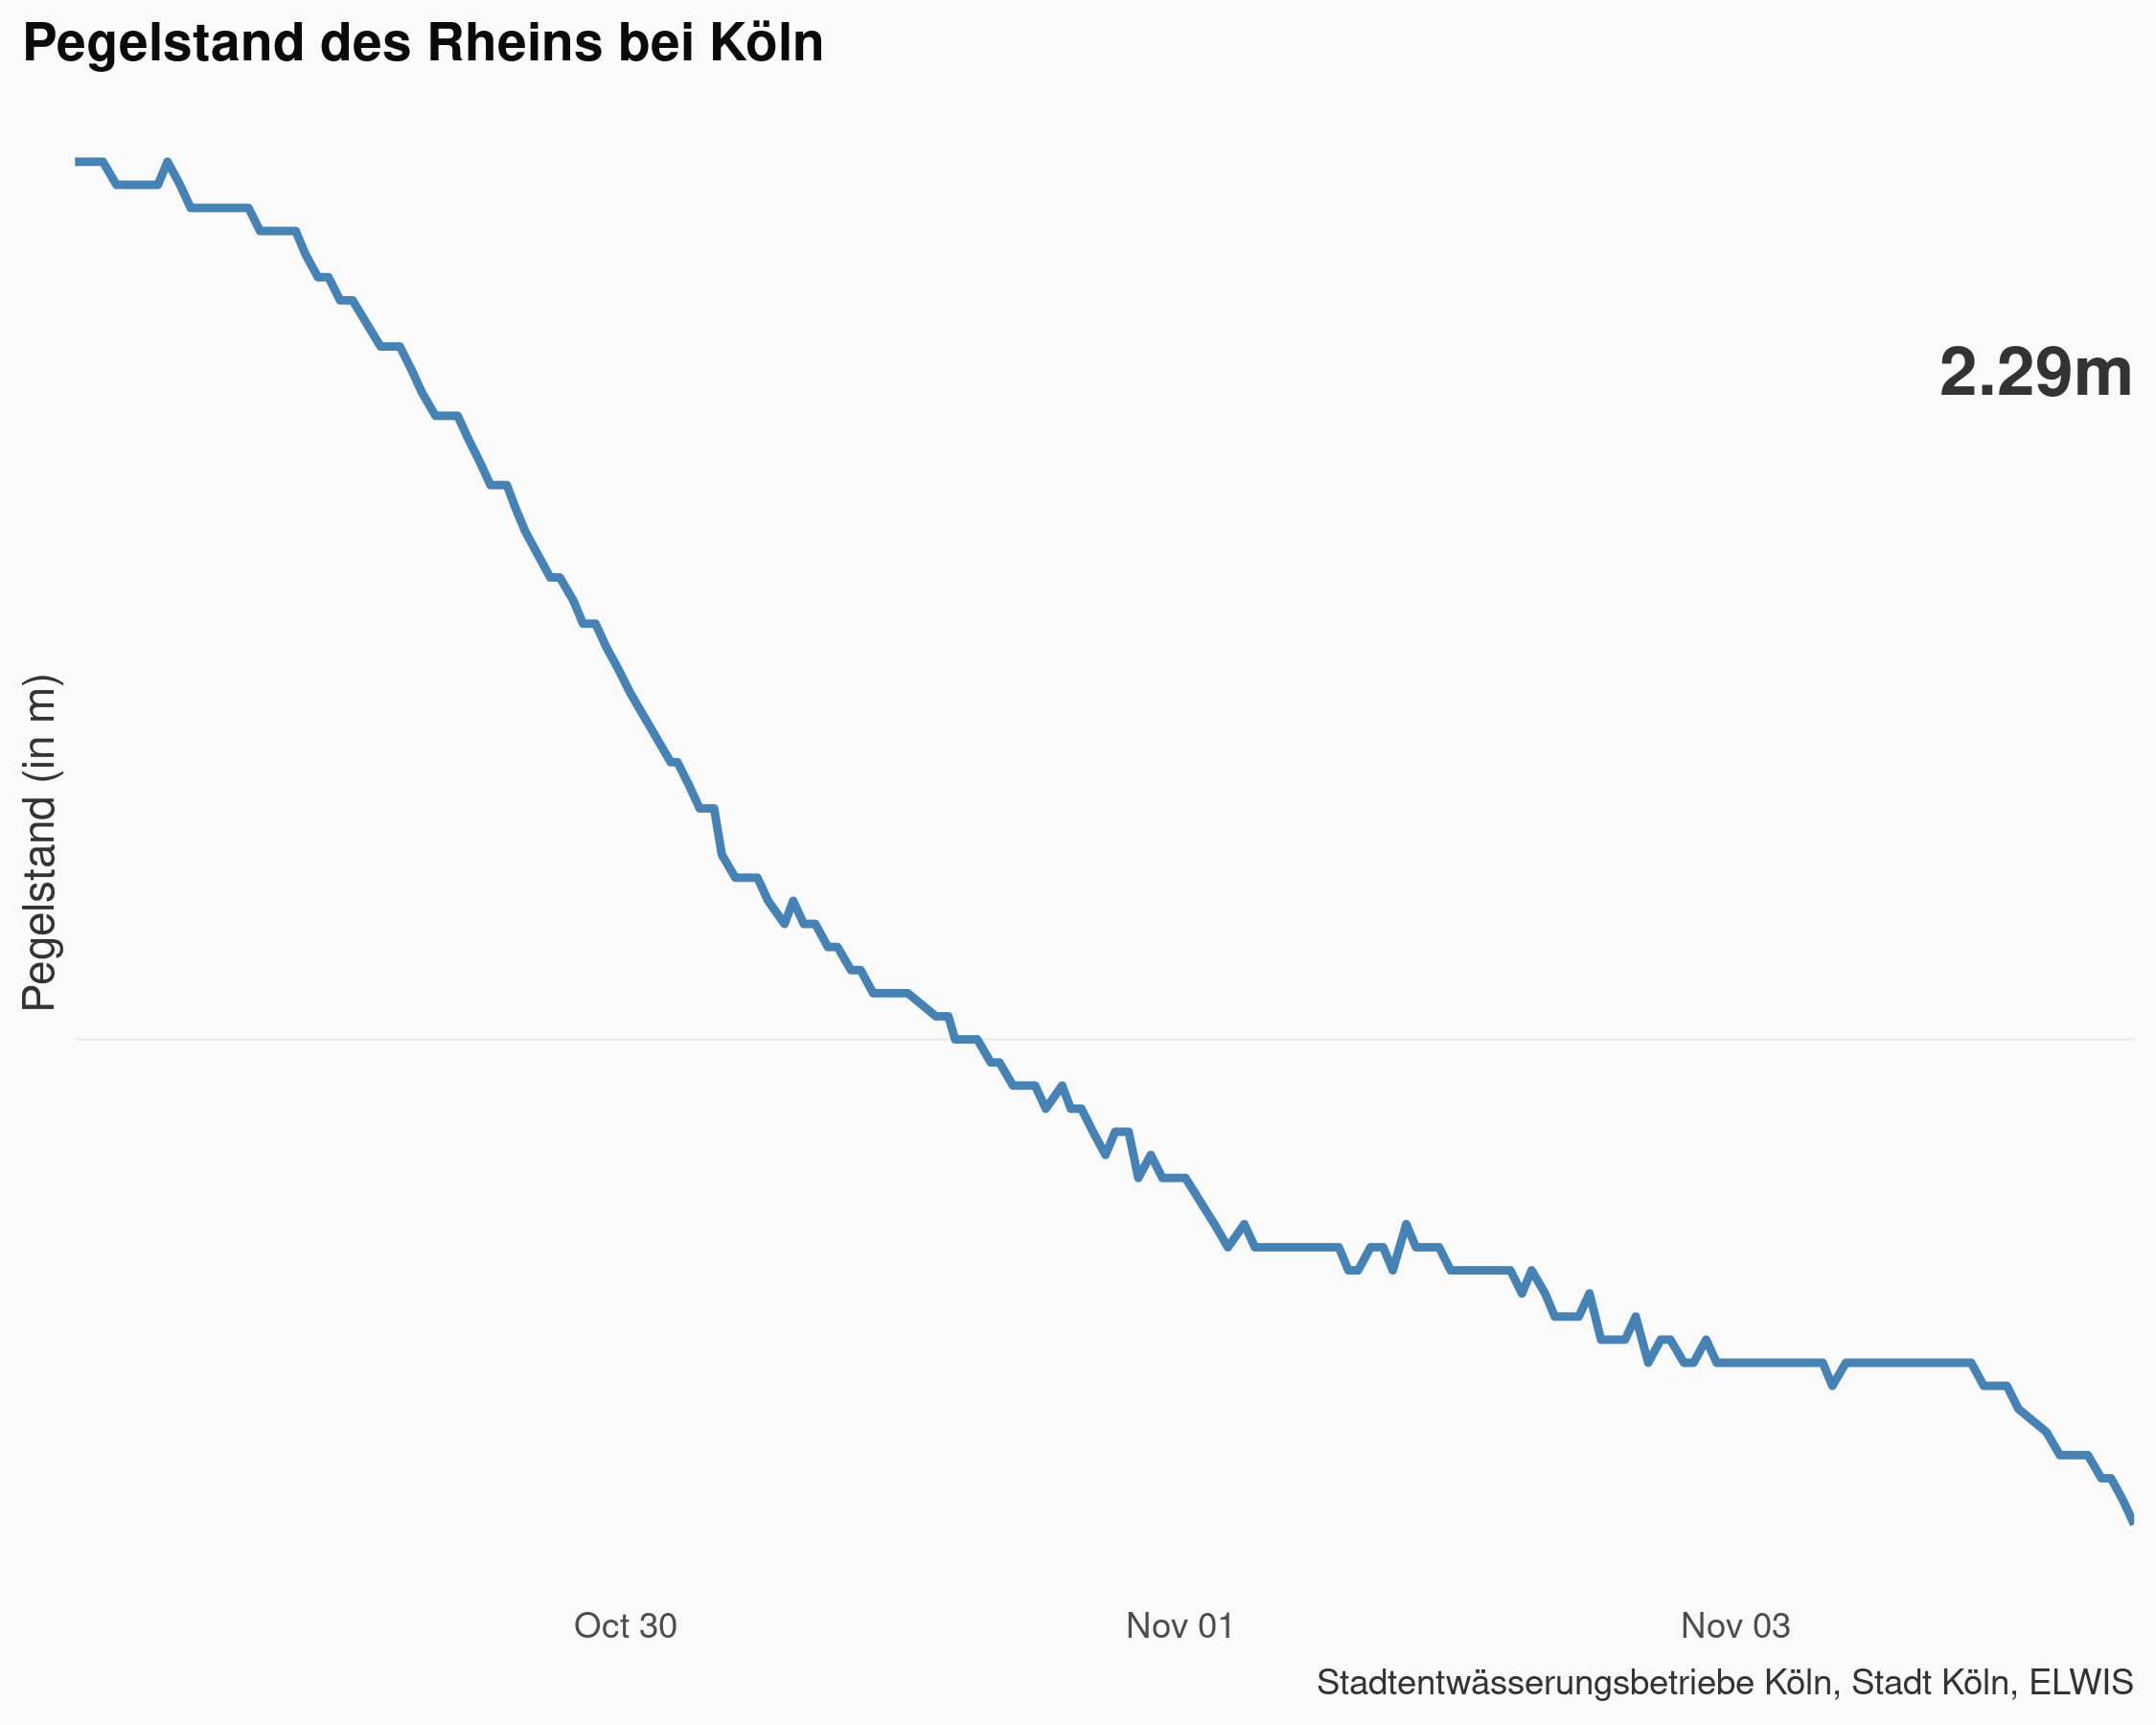 Pegelstand des Rheins bei Köln
2.29m
Pegelstand (in m)
Oct 30
Nov 01
Nov 03
Stadtentwässerungsbetriebe Köln, Stadt Köln, ELWIS